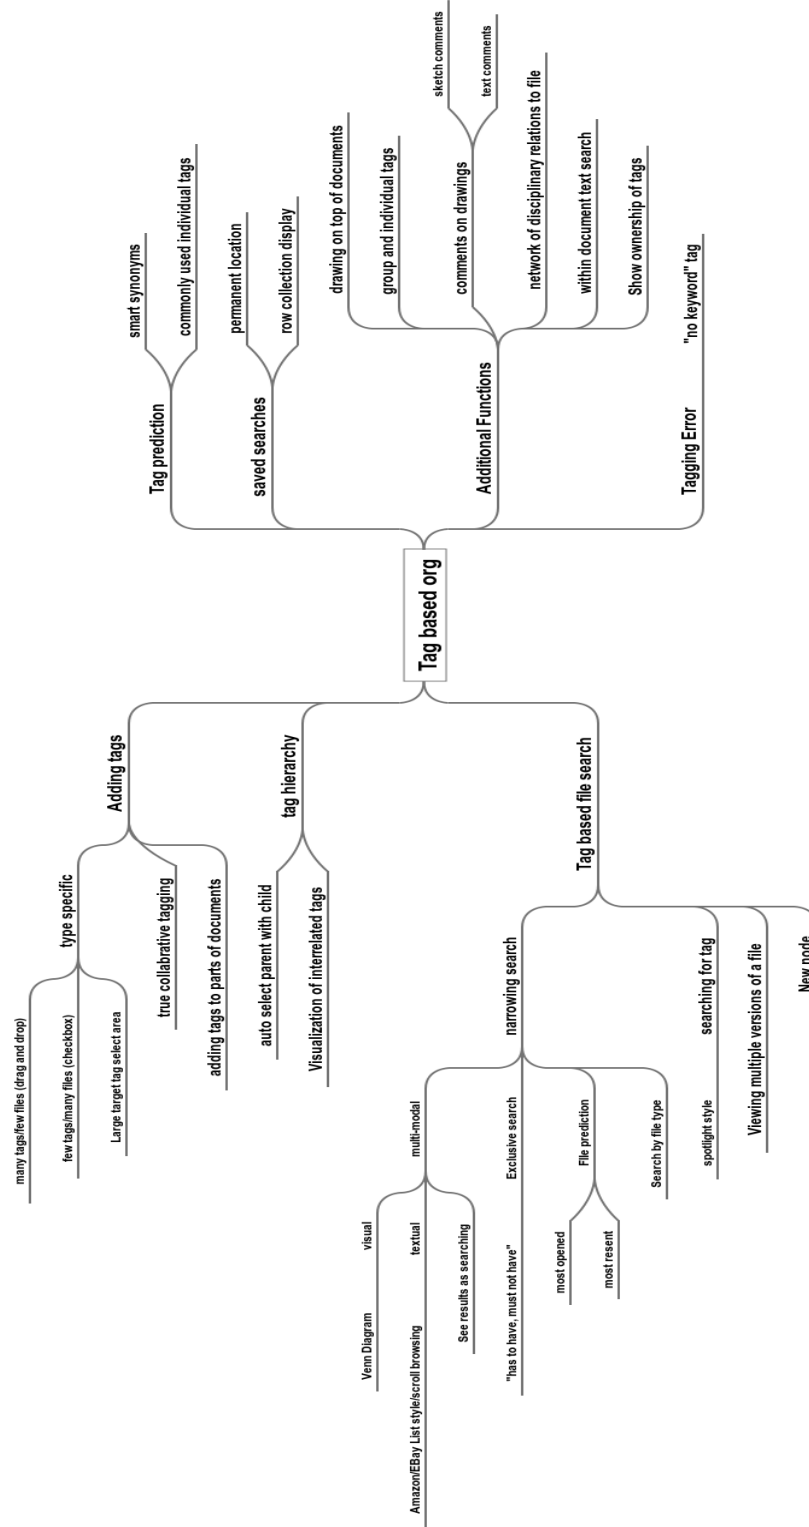 Tag based org
Adding tags
type specific
many tags/few files (drag and drop)
few tags/many files (checkbox)
Large target tag select area
true collabrative tagging
adding tags to parts of documents
tag hierarchy
auto select parent with child
Visualization of interrelated tags
Tag based file search
narrowing search
multi-modal
visual
Venn Diagram
textual
Amazon/EBay List style/scroll browsing
See results as searching
Exclusive search
"has to have, must not have"
File prediction
most opened
most resent
Search by file type
searching for tag
spotlight style
Viewing multiple versions of a file
New node
Tag prediction
smart synonyms
commonly used individual tags
saved searches
permanent location
row collection display
Additional Functions
drawing on top of documents
group and individual tags
comments on drawings
sketch comments
text comments
network of disciplinary relations to file
within document text search
Show ownership of tags
Tagging Error
"no keyword" tag